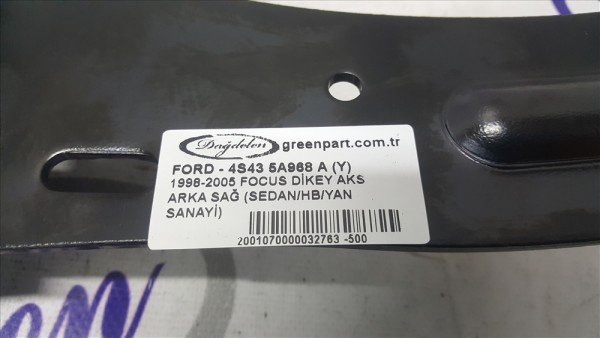 Dağdelen greenpart.com.tr
FORD - 4S43 5A968 A (Y)
1998-2005 FOCUS DİKEY AKS
ARKA SAĞ (SEDAN/HB/YAN
SANAYİ)
2001070000032763 -500